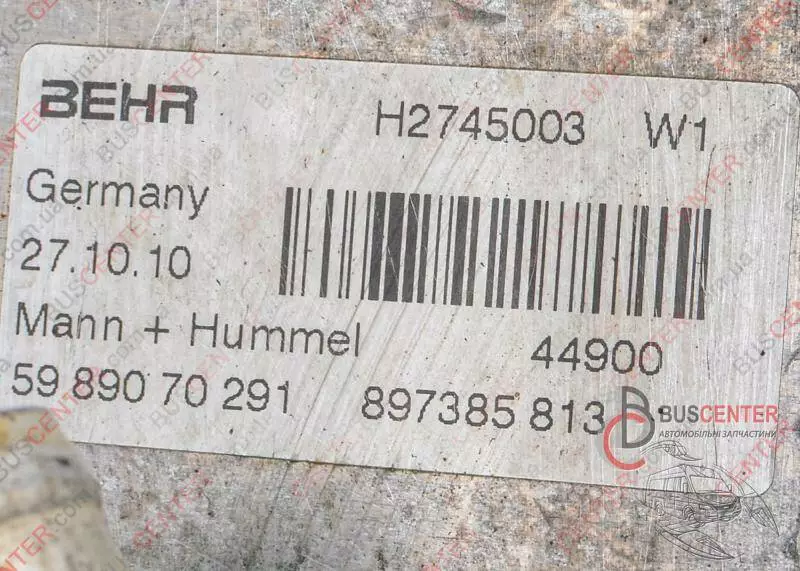 BEHR H2745003 W1
Germany
27.10.10
Mann + Hummel 44900
59 890 70 291 897385 813
BUSCENTER
АВТОМОБІЛЬНІ ЗАПЧАСТИНИ